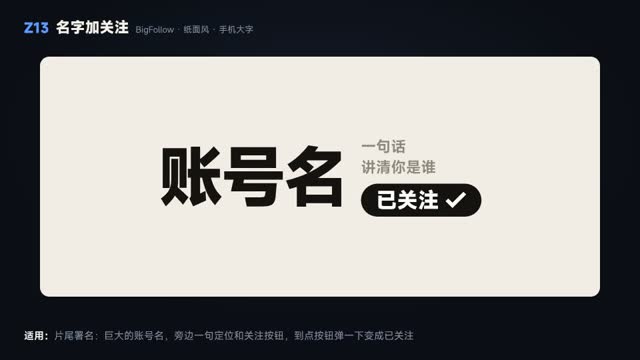 Z13 名字加关注 BigFollow · 纸面风 · 手机大字
账号名
一句话
讲清你是谁
已关注
适用：片尾署名：巨大的账号名，旁边一句定位和关注按钮，到点按钮弹一下变成已关注